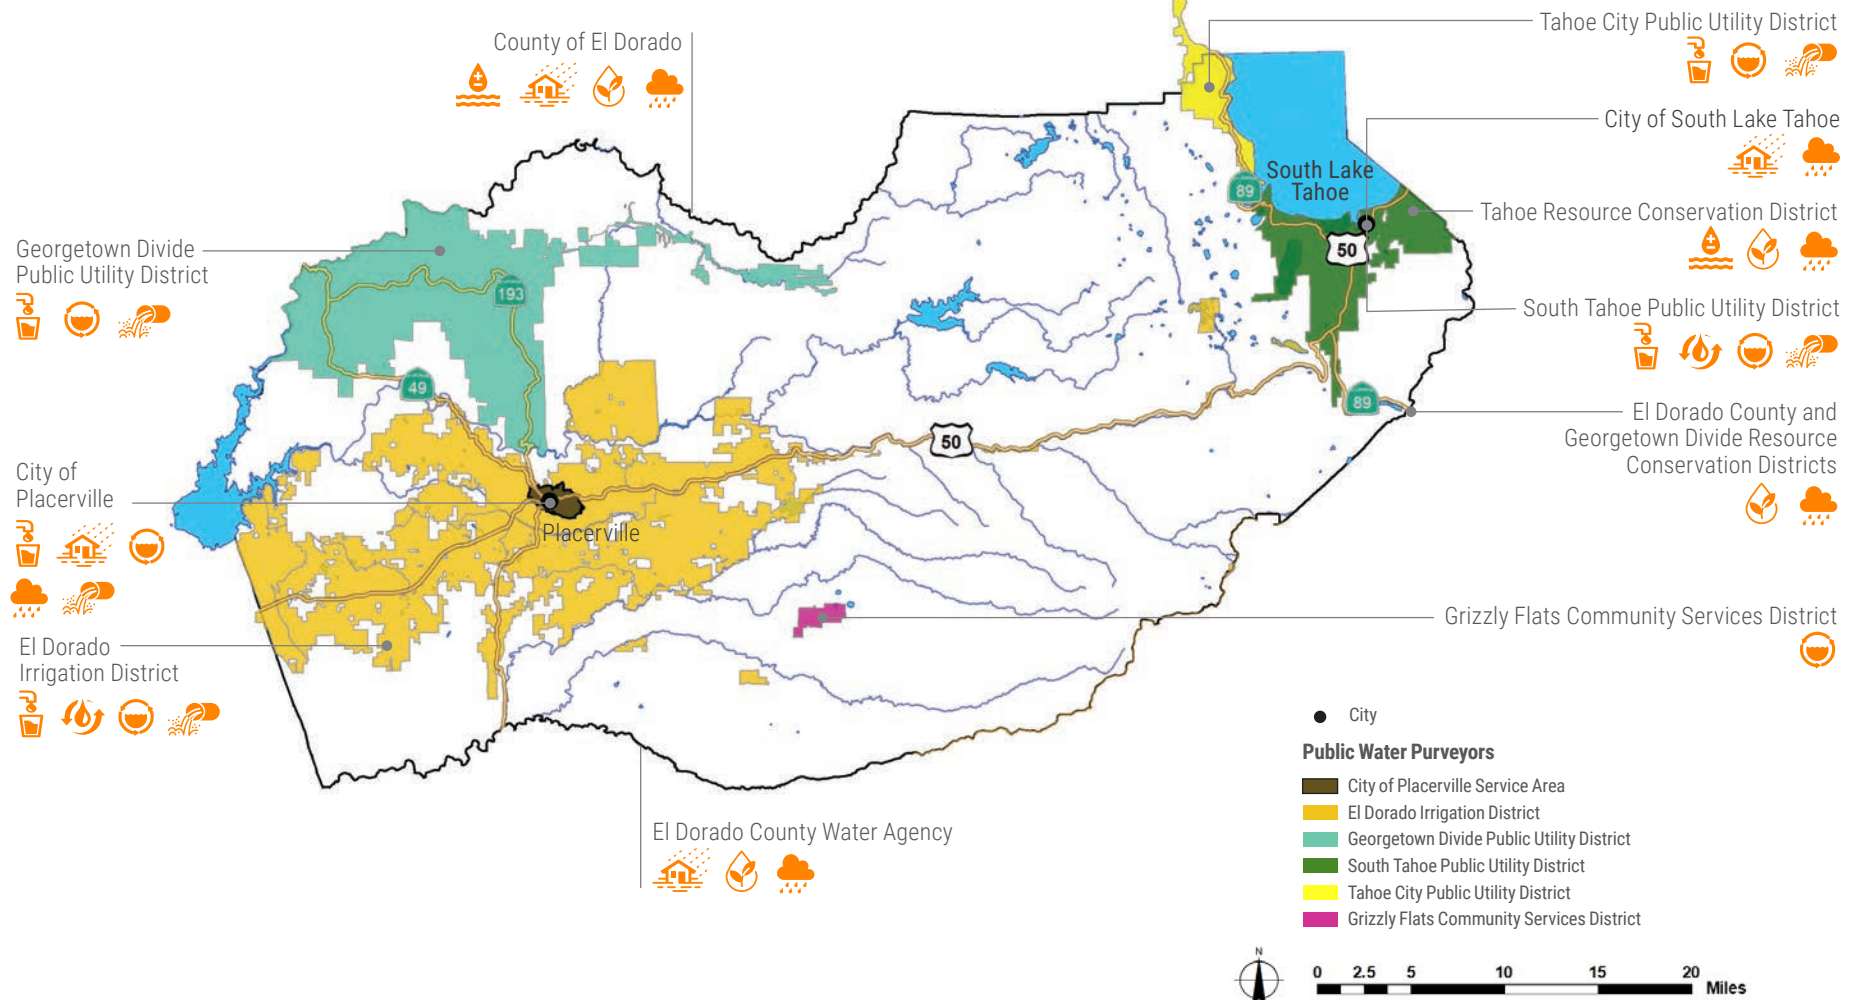 County of El Dorado
Tahoe City Public Utility District
City of South Lake Tahoe
South Lake
Tahoe
89
Tahoe Resource Conservation District
50
Georgetown Divide
Public Utility District
193
South Tahoe Public Utility District
49
89
El Dorado County and
Georgetown Divide Resource
Conservation Districts
50
City of
Placerville
Placerville
El Dorado
Irrigation District
Grizzly Flats Community Services District
El Dorado County Water Agency
City
Public Water Purveyors
City of Placerville Service Area
El Dorado Irrigation District
Georgetown Divide Public Utility District
South Tahoe Public Utility District
Tahoe City Public Utility District
Grizzly Flats Community Services District
N
0 2.5 5 10 15 20
Miles